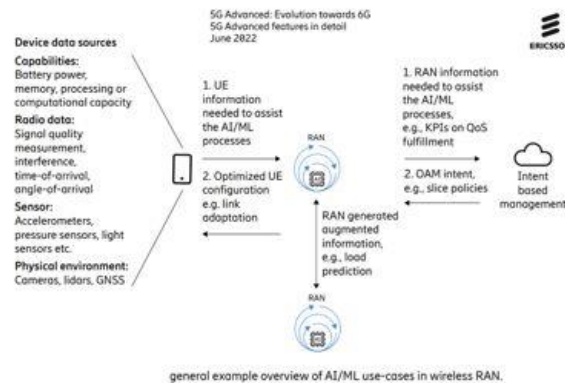 5G Advanced: Evolution towards 6G
5G Advanced features in detail
June 2022
ERICSSO
Device data sources
Capabilities:
Battery power,
memory, processing or
computational capacity
Radio data:
Signal quality
measurement,
interference,
time-of-arrival,
angle-of-arrival
Sensor:
Accelerometers,
pressure sensors, light
sensors etc.
Physical environment:
Cameras, lidars, GNSS
1. UE
information
needed to assist
the AI/ML
processes
2. Optimized UE
configuration
e.g. link
adaptation
RAN
1. RAN information
needed to assist
the AI/ML
processes,
e.g., KPIs on QoS
fulfillment
2. OAM intent,
e.g., slice policies
Intent
based
management
RAN generated
augmented
information,
e.g., load
prediction
RAN
general example overview of AI/ML use-cases in wireless RAN.